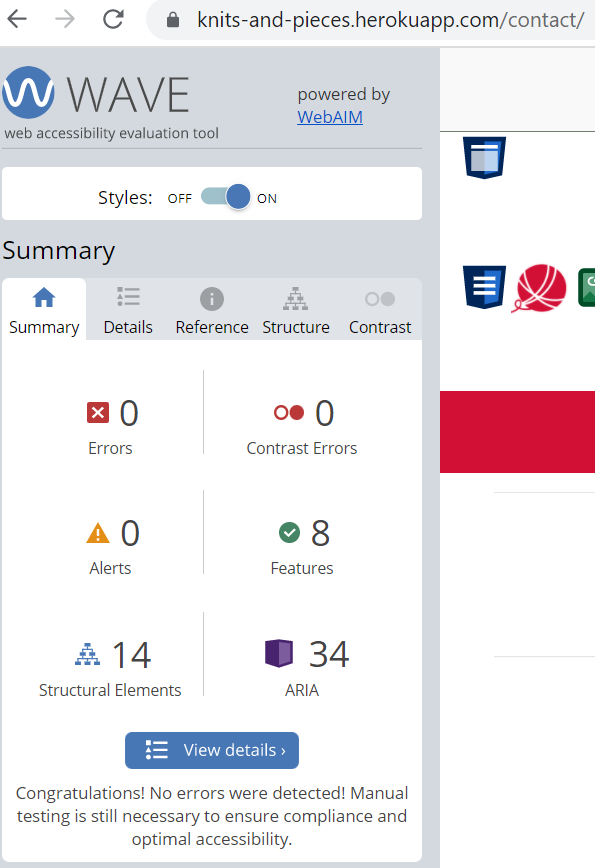 knits-and-pieces.herokuapp.com/contact/
WAVE
web accessibility evaluation tool
powered by
WebAIM
Styles: OFF ON
Summary
Summary Details Reference Structure Contrast
0 0
Errors Contrast Errors
0 8
Alerts Features
14 34
Structural Elements ARIA
View details ›
Congratulations! No errors were detected! Manual
testing is still necessary to ensure compliance and
optimal accessibility.